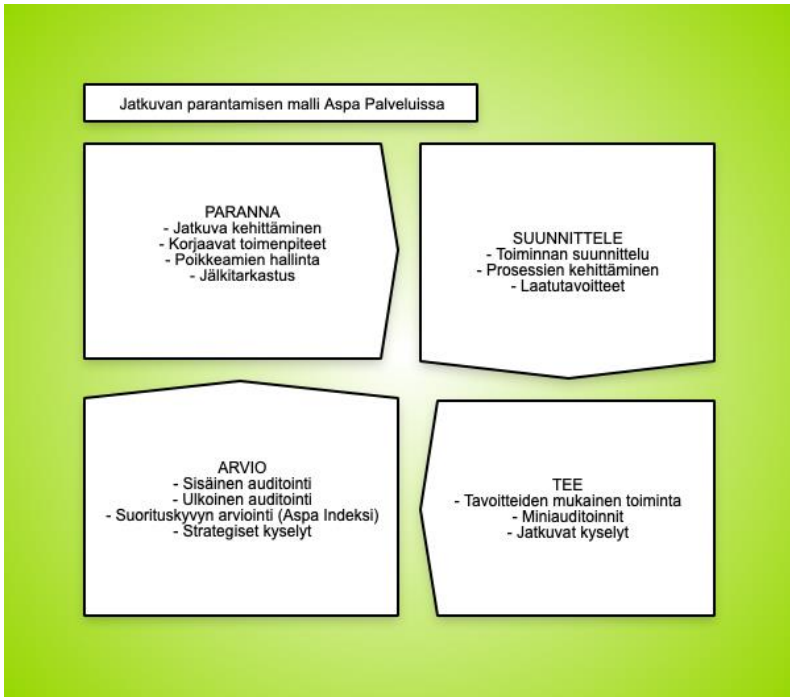 Jatkuvan parantamisen malli Aspa Palveluissa
PARANNA
- Jatkuva kehittäminen
- Korjaavat toimenpiteet
- Poikkeamien hallinta
- Jälkitarkastus
SUUNNITTELE
- Toiminnan suunnittelu
- Prosessien kehittäminen
- Laatutavoitteet
ARVIO
- Sisäinen auditointi
- Ulkoinen auditointi
- Suorituskyvyn arviointi (Aspa Indeksi)
- Strategiset kyselyt
TEE
- Tavoitteiden mukainen toiminta
- Miniauditoinnit
- Jatkuvat kyselyt